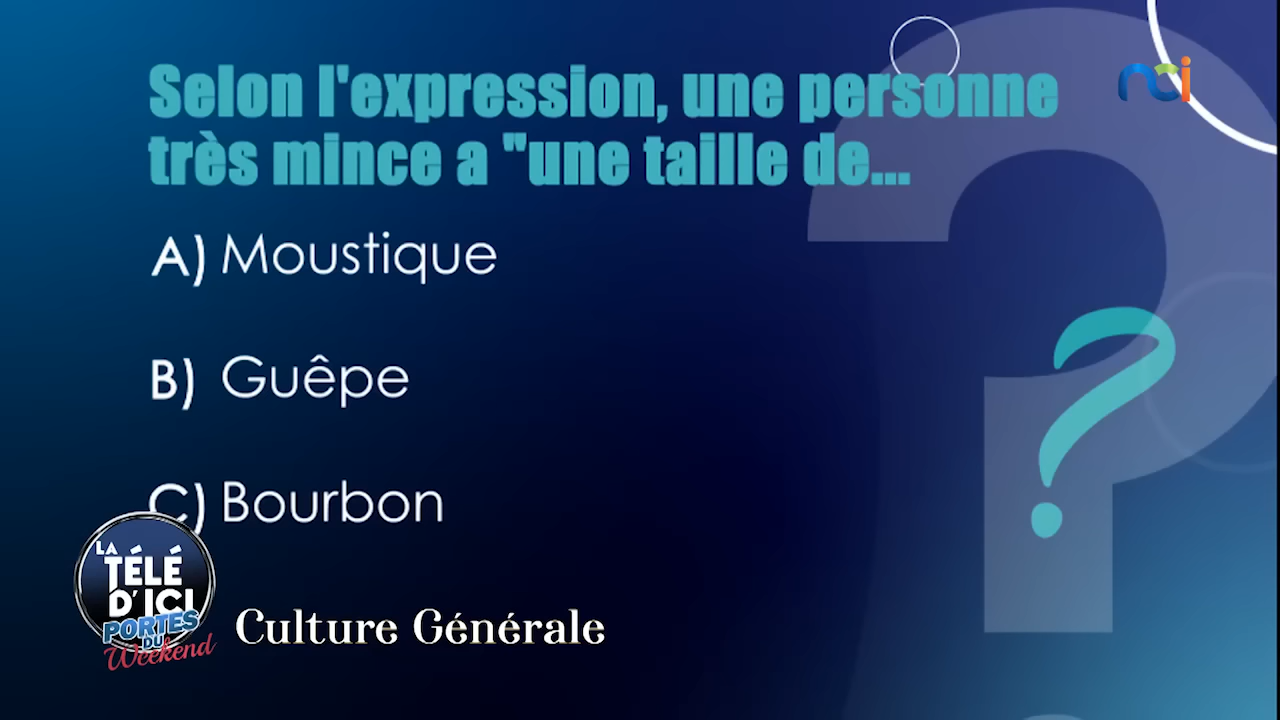 nci
Selon l'expression, une personne
très mince a "une taille de...
A) Moustique
B) Guêpe
C) Bourbon
LA
TÉLÉ
D'ICI
PORTES
DU
Weekend
Culture Générale